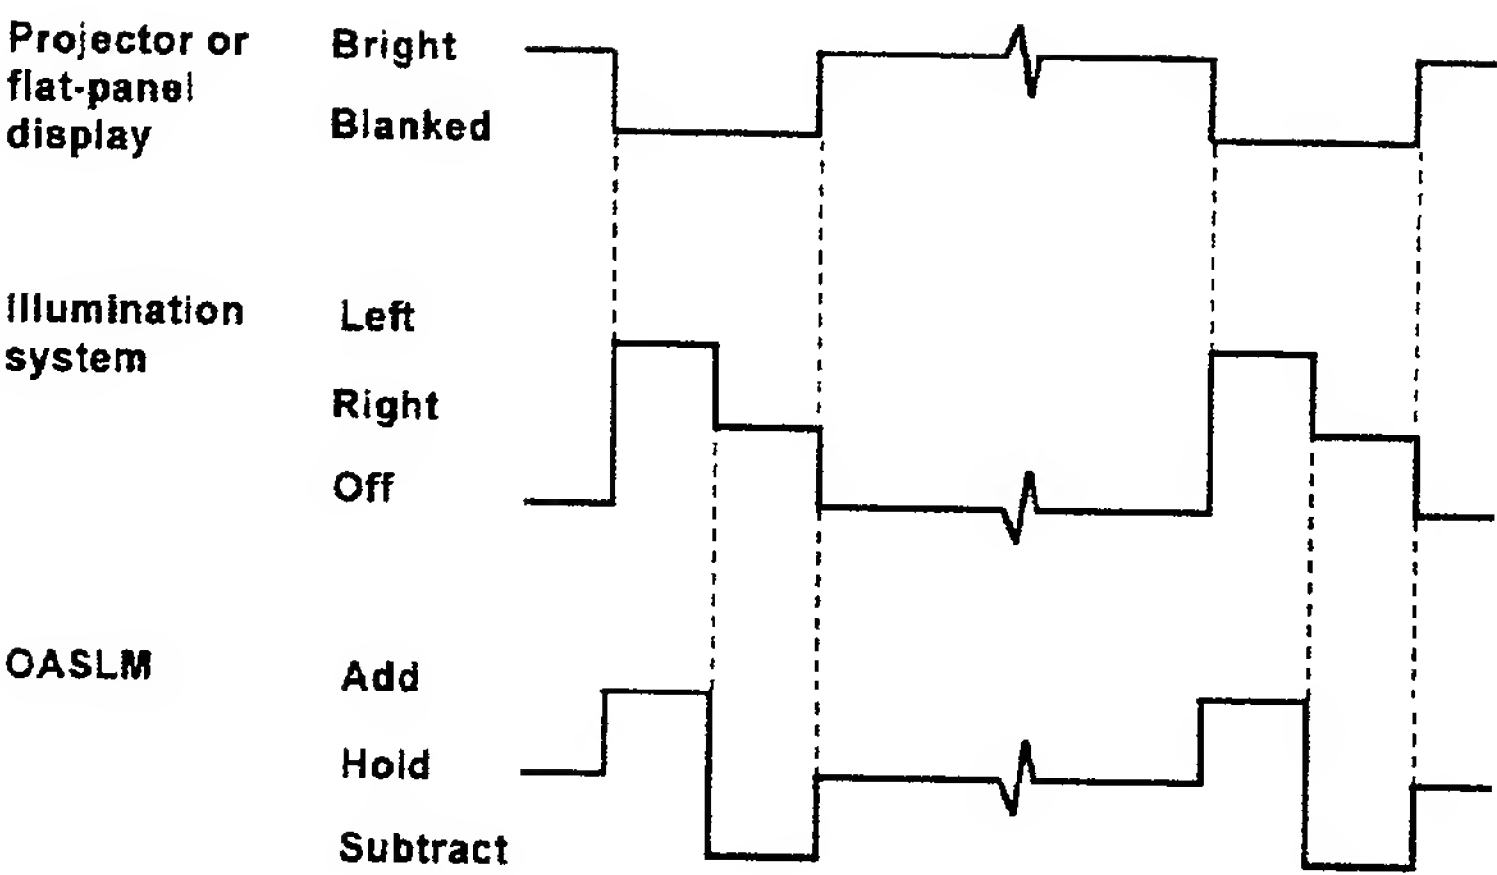 Projector or
flat-panel
display
Bright
Blanked
Illumination
system
Left
Right
Off
OASLM
Add
Hold
Subtract